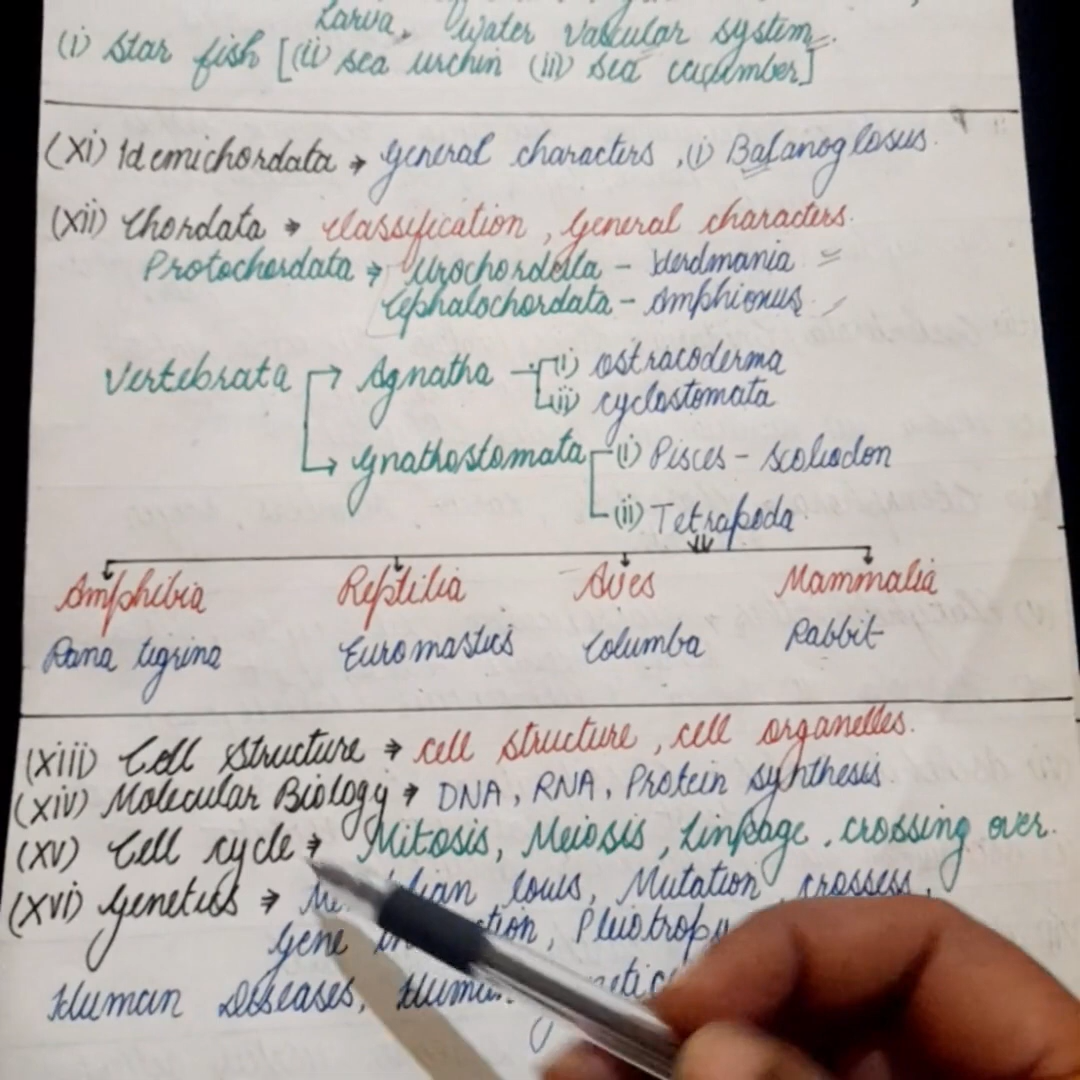 Larva, Water vascular system.
(i) Star fish [(ii) sea urchin (iii) sea cucumber]
(xi) Hemichordata → general characters, (i) Balanoglosus.
(xii) Chordata → classification, General characters.
Protochordata → Urochordata - Herdmania
Cephalochordata - Amphionus
Vertebrata → Agnatha - (i) ostracoderma
(ii) cyclostomata
→ Gnathostomata (i) Pisces - Scoliodon
(ii) Tetrapoda
Amphibia Reptilia Aves Mammalia
Rana tigrina Euromastics Columba Rabbit
(xiii) Cell structure → cell structure, cell organelles.
(xiv) Molecular Biology → DNA, RNA, Protein synthesis
(xv) Cell cycle → Mitosis, Meiosis, Linkage, crossing over.
(xvi) Genetics → lows, Mutation, crossess,
Gene
Human Diseases,